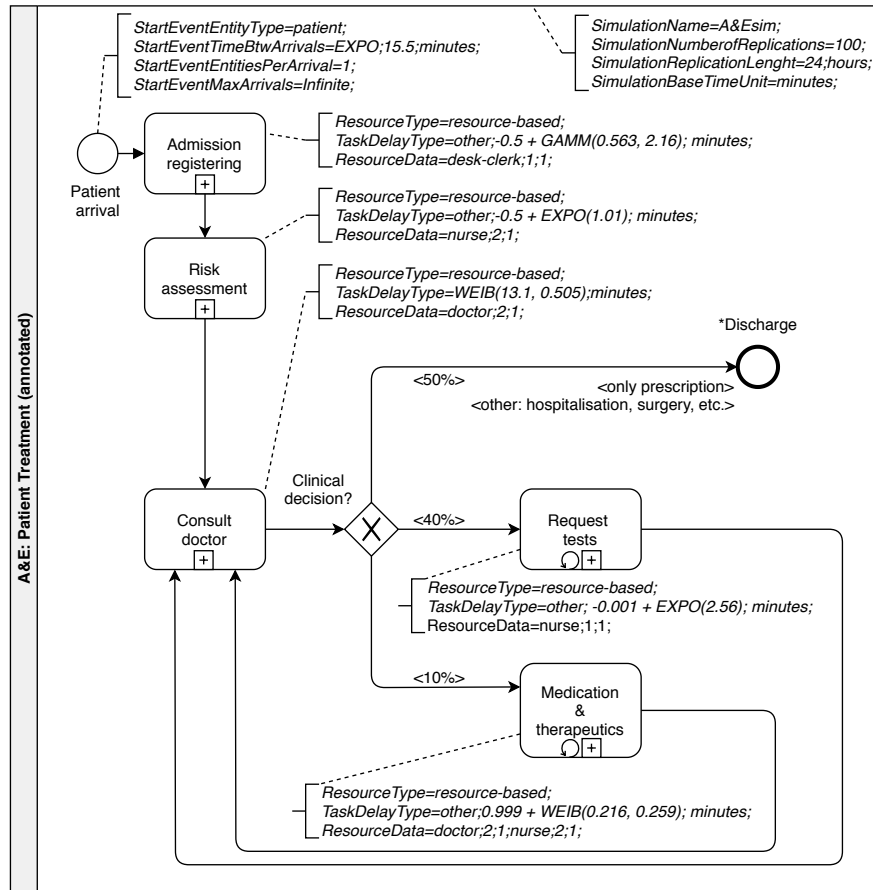 StartEventEntityType=patient;
StartEventTimeBtwArrivals=EXPO;15.5;minutes;
StartEventEntitiesPerArrival=1;
StartEventMaxArrivals=Infinite;
SimulationName=A&Esim;
SimulationNumberofReplications=100;
SimulationReplicationLenght=24;hours;
SimulationBaseTimeUnit=minutes;
Patient
arrival
Admission
registering
ResourceType=resource-based;
TaskDelayType=other;-0.5 + GAMM(0.563, 2.16); minutes;
ResourceData=desk-clerk;1;1;
Risk
assessment
ResourceType=resource-based;
TaskDelayType=other;-0.5 + EXPO(1.01); minutes;
ResourceData=nurse;2;1;
ResourceType=resource-based;
TaskDelayType=WEIB(13.1, 0.505);minutes;
ResourceData=doctor;2;1;
*Discharge
<50%>
<only prescription>
<other: hospitalisation, surgery, etc.>
A&E: Patient Treatment (annotated)
Consult
doctor
Clinical
decision?
<40%>
Request
tests
ResourceType=resource-based;
TaskDelayType=other; -0.001 + EXPO(2.56); minutes;
ResourceData=nurse;1;1;
<10%>
Medication
&
therapeutics
ResourceType=resource-based;
TaskDelayType=other;0.999 + WEIB(0.216, 0.259); minutes;
ResourceData=doctor;2;1;nurse;2;1;